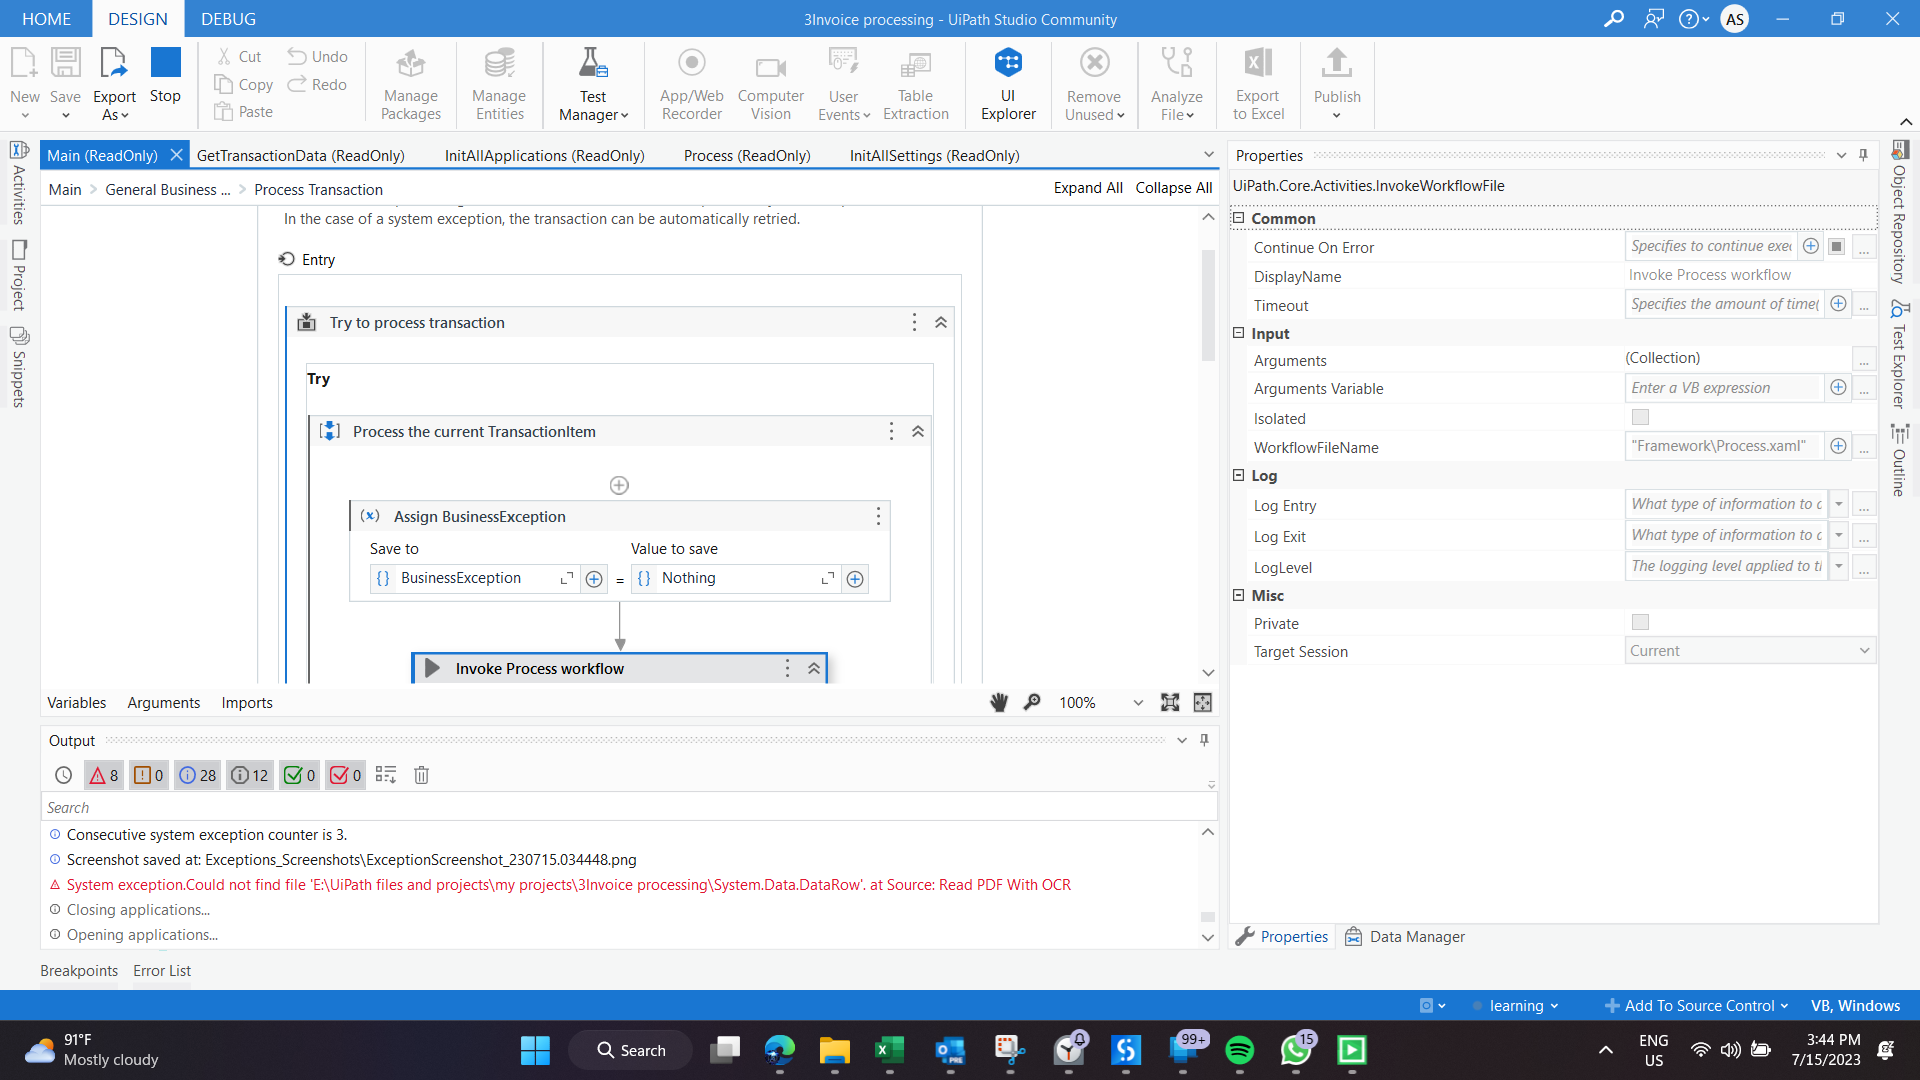 HOME DESIGN DEBUG
3Invoice processing - UiPath Studio Community
AS
New
Save
Export As
Stop
Cut
Copy
Paste
Undo
Redo
Manage Packages
Manage Entities
Test Manager
App/Web Recorder
Computer Vision
User Events
Table Extraction
UI Explorer
Remove Unused
Analyze File
Export to Excel
Publish
Activities
Project
Snippets
Main (ReadOnly) GetTransactionData (ReadOnly) InitAllApplications (ReadOnly) Process (ReadOnly) InitAllSettings (ReadOnly)
Main > General Business ... > Process Transaction
Expand All Collapse All
In the case of a system exception, the transaction can be automatically retried.
Entry
Try to process transaction
Try
Process the current TransactionItem
Assign BusinessException
Save to Value to save
BusinessException = Nothing
Invoke Process workflow
Variables Arguments Imports
100%
Output
8 0 28 12 0 0
Search
Consecutive system exception counter is 3.
Screenshot saved at: Exceptions_Screenshots\ExceptionScreenshot_230715.034448.png
System exception.Could not find file 'E:\UiPath files and projects\my projects\3Invoice processing\System.Data.DataRow'. at Source: Read PDF With OCR
Closing applications...
Opening applications...
Breakpoints Error List
Properties
UiPath.Core.Activities.InvokeWorkflowFile
Common
Continue On Error Specifies to continue exec
DisplayName Invoke Process workflow
Timeout Specifies the amount of time(
Input
Arguments (Collection)
Arguments Variable Enter a VB expression
Isolated
WorkflowFileName "Framework\Process.xaml"
Log
Log Entry What type of information to c
Log Exit What type of information to c
LogLevel The logging level applied to tl
Misc
Private
Target Session Current
Properties Data Manager
Object Repository
Test Explorer
Outline
learning Add To Source Control VB, Windows
91°F
Mostly cloudy
Search
PRE
99+
15
ENG
US
3:44 PM
7/15/2023